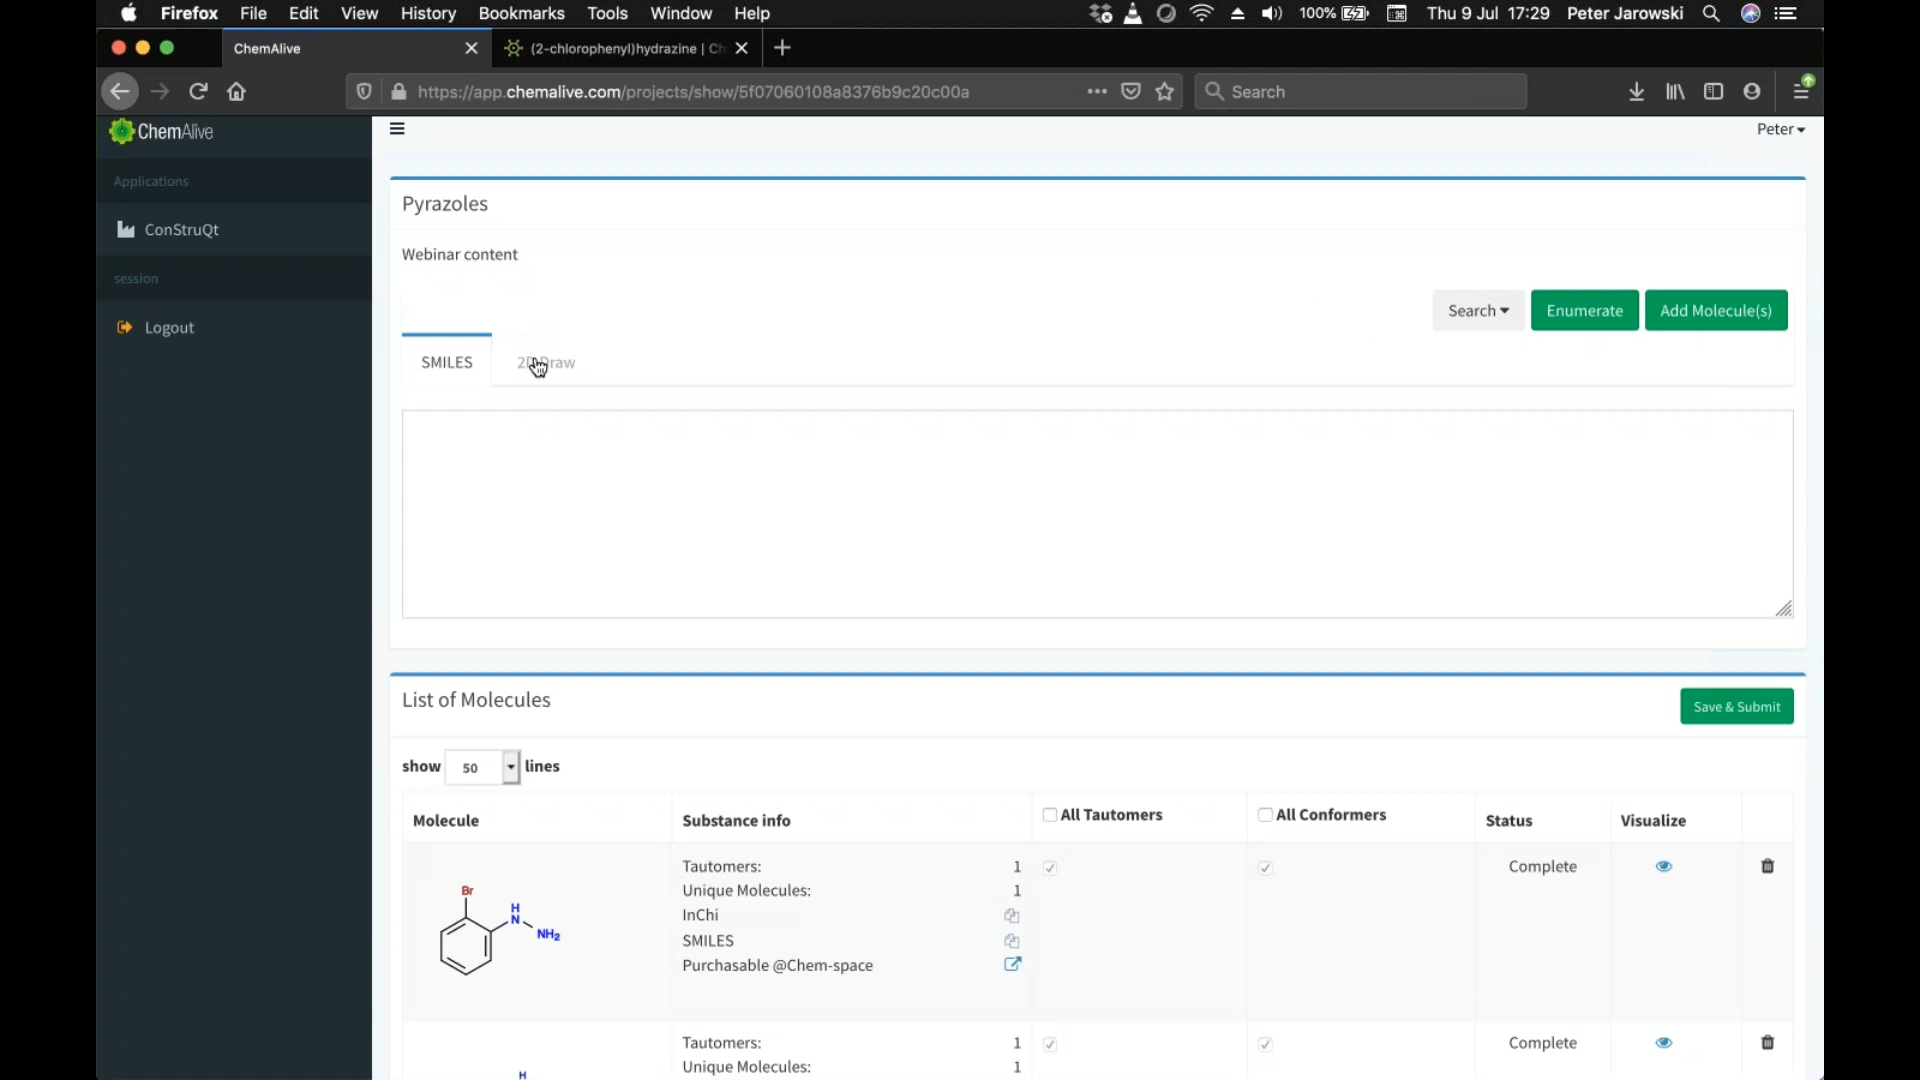 Firefox File Edit View History Bookmarks Tools Window Help 100% Thu 9 Jul 17:29 Peter Jarowski
ChemAlive (2-chlorophenyl)hydrazine | Ch
https://app.chemalive.com/projects/show/5f07060108a8376b9c20c00a Search
ChemAlive
Peter
Applications
ConStruQt
session
Logout
Pyrazoles
Webinar content
Search Enumerate Add Molecule(s)
SMILES 2D Draw
List of Molecules
Save & Submit
show 50 lines
Molecule Substance info All Tautomers All Conformers Status Visualize
Tautomers: 1 Complete
Unique Molecules: 1
InChi
SMILES
Purchasable @Chem-space
Br
H
N
NH2
Tautomers: 1 Complete
Unique Molecules: 1
H